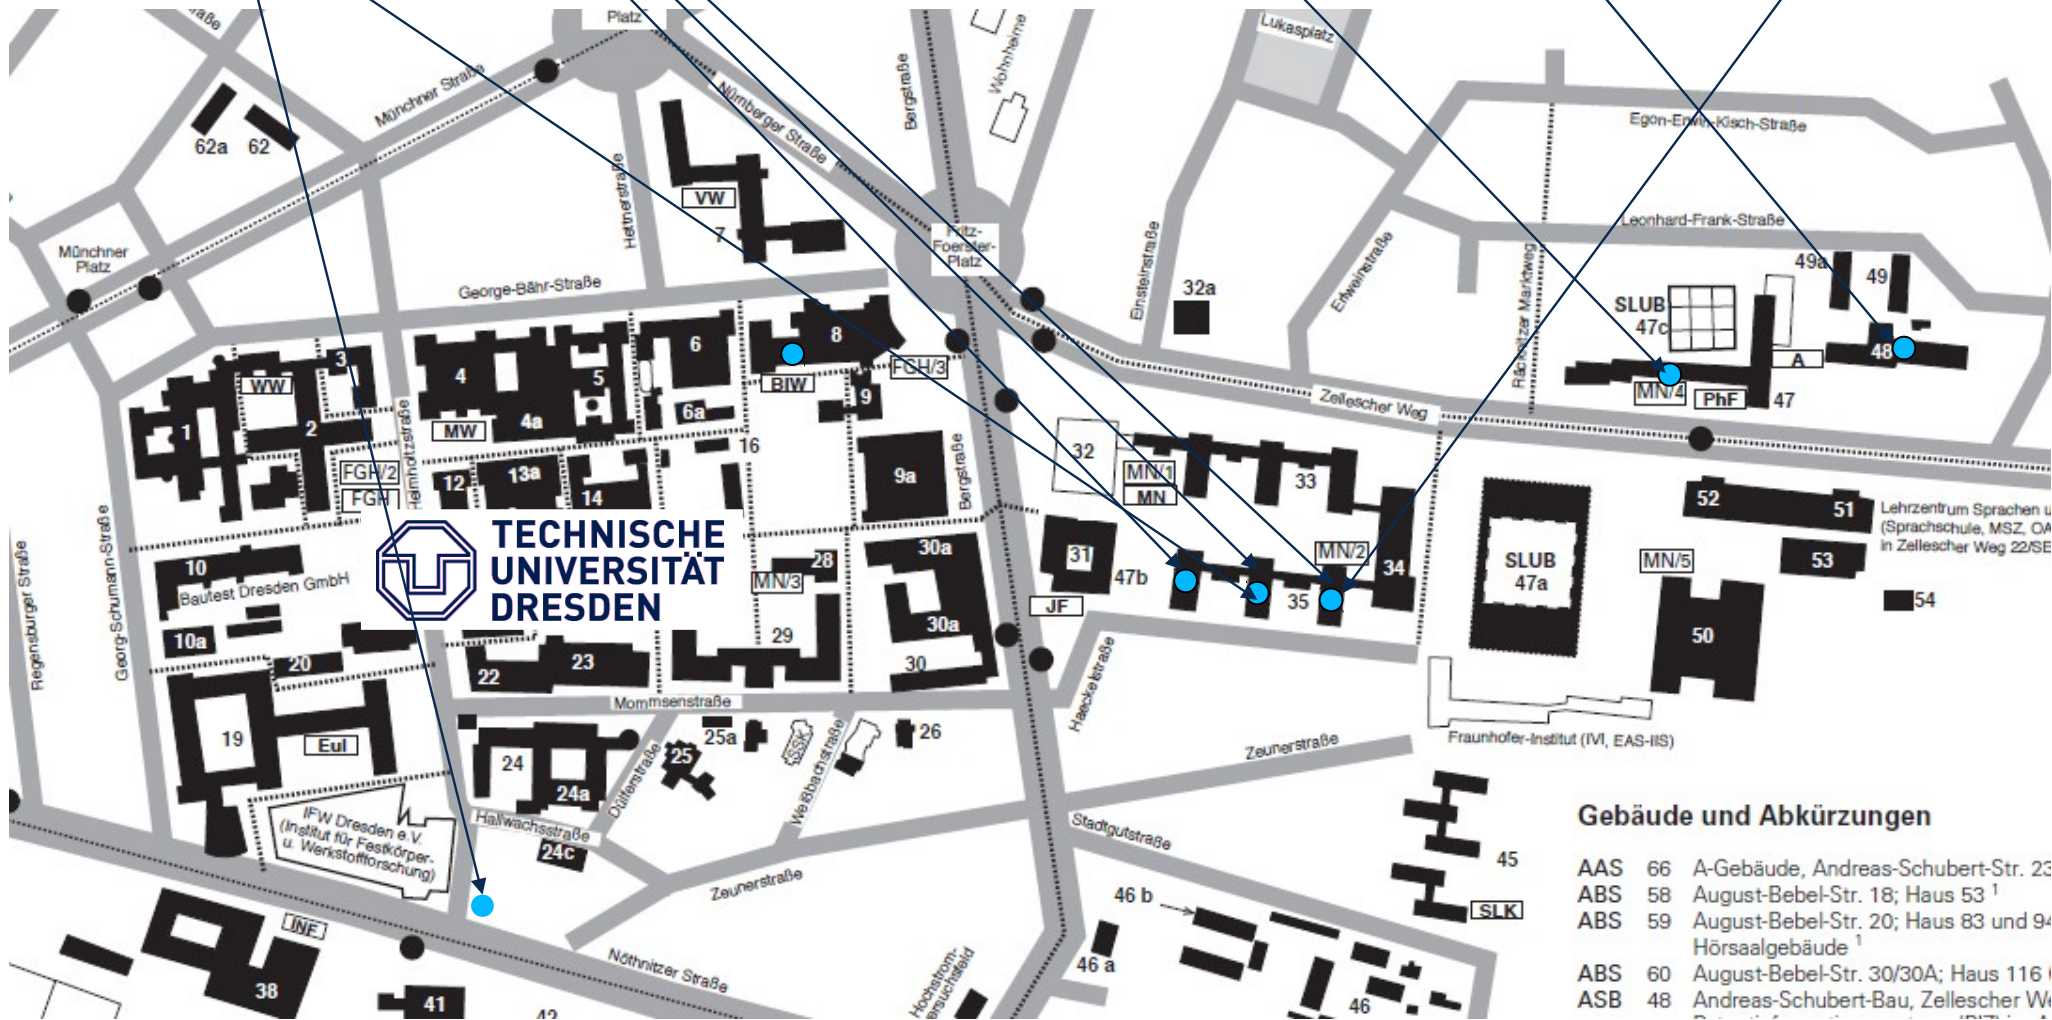 Platz
Lukasplatz
Wohnheime
Bergstraße
Münchner Straße
Nürnberger Straße
Egon-Erwin-Kisch-Straße
62a 62
Hettnerstraße
VW
7
Leonhard-Frank-Straße
Münchner
Platz
Fritz-
Foerster-
Platz
Einsteinstraße
Erlweinstraße
Räcknitzer Marktweg
49a 49
George-Bähr-Straße
32a
SLUB
47c
3
WW
4
5
6
8
FGH/3
BIW
A
48
MN/4
PhF
47
1
2
MW
4a
6a
9
Zellescher Weg
16
32
33
MN/1
MN
FGH/2
FGH
Helmholtzstraße
12
13a
14
9a
Bergstraße
52
51
Lehrzentrum Sprachen u
(Sprachschule, MSZ, OA
in Zellescher Weg 22/SE
TECHNISCHE
UNIVERSITÄT
DRESDEN
Regensburger Straße
Georg-Schumann-Straße
10
Bautest Dresden GmbH
10a
28
MN/3
30a
31
47b
MN/2
34
SLUB
47a
MN/5
53
54
JF
35
50
20
22
23
29
30a
30
Mommsenstraße
Haeckelstraße
19
EuI
24
24a
25
25a
SSK
26
Dülferstraße
Weißbachstraße
Fraunhofer-Institut (IVI, EAS-IIS)
Zeunerstraße
IFW Dresden e.V.
(Institut für Festkörper-
u. Werkstoffforschung)
Hallwachsstraße
24c
Stadtgutstraße
45
Zeunerstraße
46 b
SLK
INF
46 a
38
41
Nöthnitzer Straße
Hochstrom-
46
Gebäude und Abkürzungen
AAS 66 A-Gebäude, Andreas-Schubert-Str. 23
ABS 58 August-Bebel-Str. 18; Haus 53 ¹
ABS 59 August-Bebel-Str. 20; Haus 83 und 94
Hörsaalgebäude ¹
ABS 60 August-Bebel-Str. 30/30A; Haus 116
ASB 48 Andreas-Schubert-Bau, Zellescher We